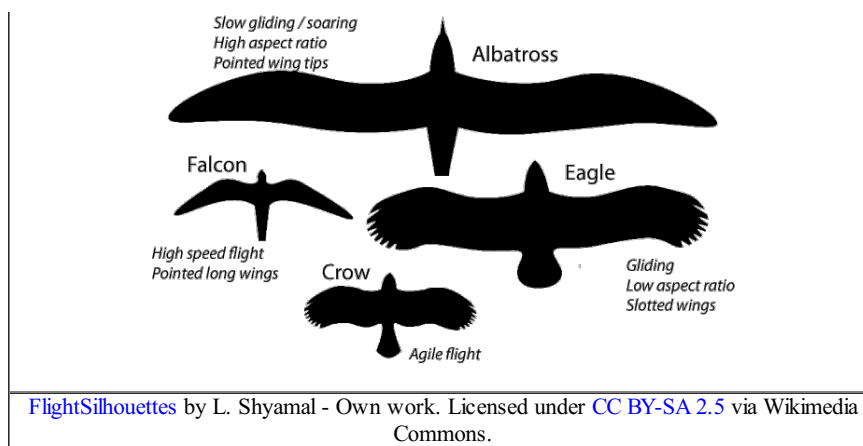 Slow gliding / soaring
High aspect ratio
Pointed wing tips
Albatross
Falcon
Eagle
High speed flight
Pointed long wings
Gliding
Low aspect ratio
Slotted wings
Crow
Agile flight
FlightSilhouettes by L. Shyamal - Own work. Licensed under CC BY-SA 2.5 via Wikimedia
Commons.